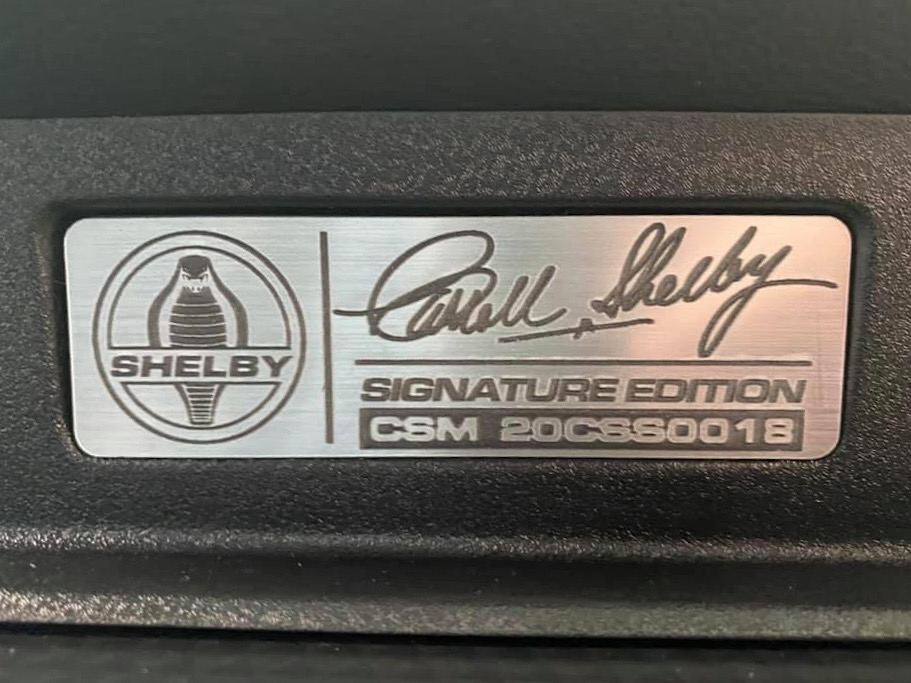 SHELBY
Carroll Shelby
SIGNATURE EDITION
CSM 20CSS0018